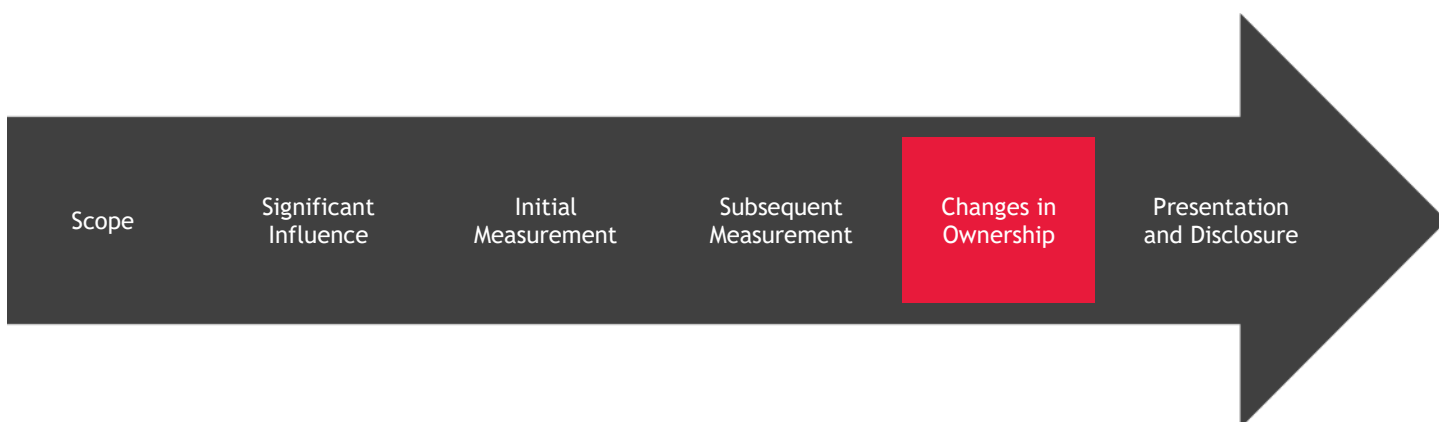 Scope
Significant
Influence
Initial
Measurement
Subsequent
Measurement
Changes in
Ownership
Presentation
and Disclosure